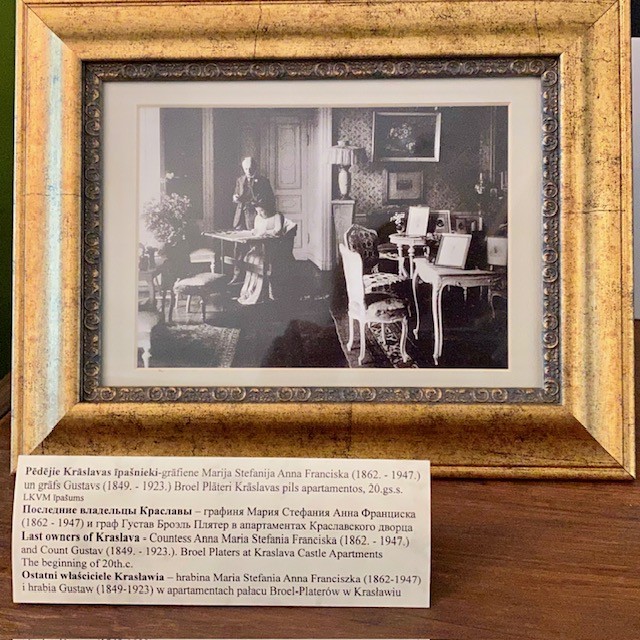 Pēdējie Krāslavas īpašnieki-grāfiene Marija Stefanija Anna Franciska (1862. - 1947.)
un grāfs Gustavs (1849. - 1923.) Broel Plāteri Krāslavas pils apartamentos, 20.gs.s.
LKVM īpašums
Последние владельцы Краславы – графиня Мария Стефания Анна Франциска
(1862 - 1947) и граф Густав Броэль Плятер в апартаментах Краславского дворца
Last owners of Kraslava - Countess Anna Maria Stefania Franciska (1862. - 1947.)
and Count Gustav (1849. - 1923.). Broel Platers at Kraslava Castle Apartments
The beginning of 20th.c.
Ostatni właściciele Krasławia – hrabina Maria Stefania Anna Franciszka (1862-1947)
i hrabia Gustaw (1849-1923) w apartamentach pałacu Broel-Platerów w Krasławiu